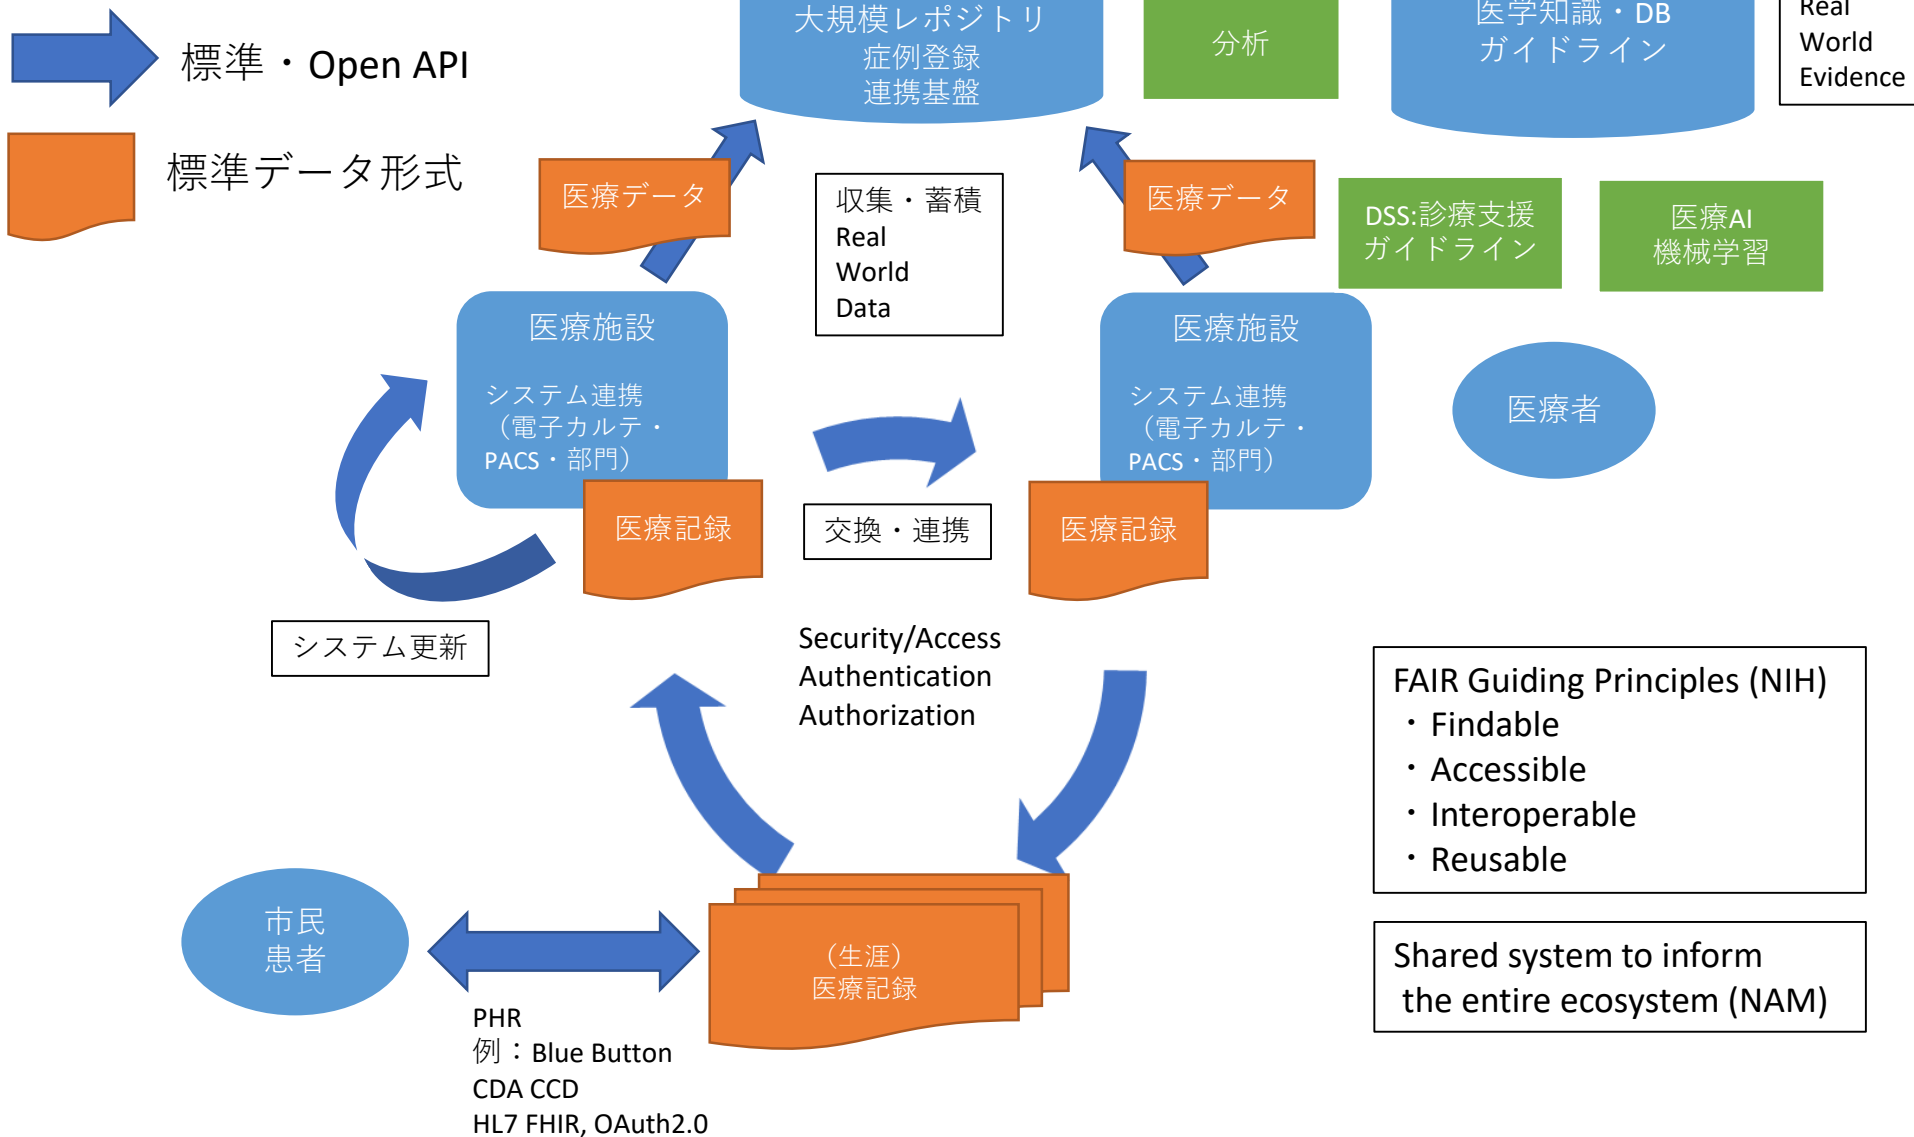 標準・Open API
標準データ形式
大規模レポジトリ
症例登録
連携基盤
分析
医学知識・DB
ガイドライン
Real
World
Evidence
医療データ
収集・蓄積
Real
World
Data
医療データ
DSS:診療支援
ガイドライン
医療AI
機械学習
医療施設
システム連携
（電子カルテ・
PACS・部門）
医療記録
医療施設
システム連携
（電子カルテ・
PACS・部門）
医療記録
医療者
交換・連携
システム更新
Security/Access
Authentication
Authorization
FAIR Guiding Principles (NIH)
・Findable
・Accessible
・Interoperable
・Reusable
Shared system to inform
the entire ecosystem (NAM)
市民
患者
（生涯）
医療記録
PHR
例：Blue Button
CDA CCD
HL7 FHIR, OAuth2.0